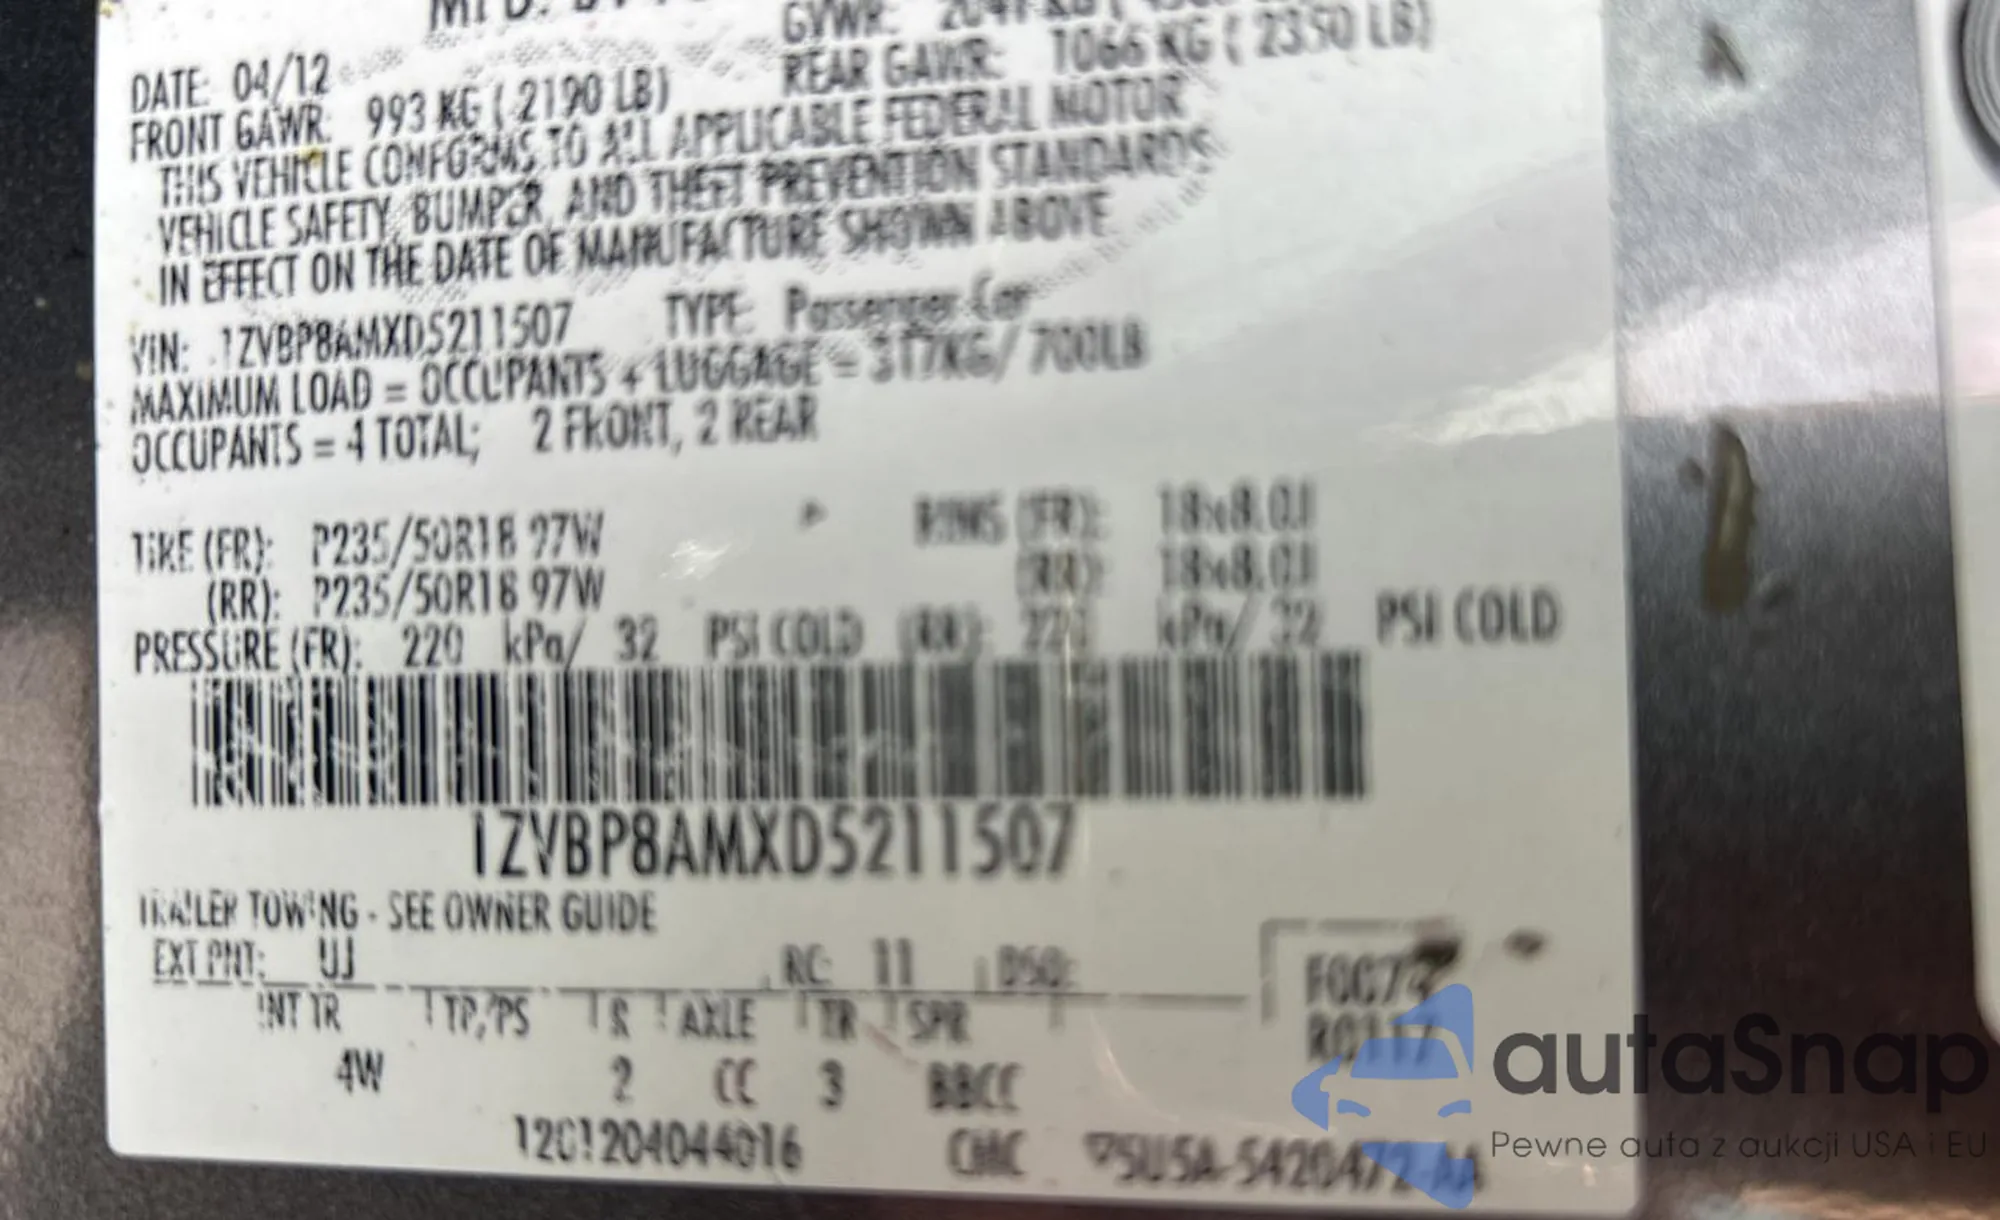 DATE: 04/12
REAR GAWR: 1066 KG ( 2350 LB)
FRONT GAWR: 993 KG ( 2190 LB)
THIS VEHICLE CONFORMS TO ALL APPLICABLE FEDERAL MOTOR
VEHICLE SAFETY, BUMPER, AND THEFT PREVENTION STANDARDS
IN EFFECT ON THE DATE OF MANUFACTURE SHOWN ABOVE
VIN: 1ZVBP8AMXD5211507 TYPE: Passenger Car
MAXIMUM LOAD = OCCUPANTS + LUGGAGE = 317KG/ 700LB
OCCUPANTS = 4 TOTAL; 2 FRONT, 2 REAR
TIRE (FR): P235/50R18 97W RIMS (FR): 18x8.0J
(RR): P235/50R18 97W (RR): 18x8.0J
PRESSURE (FR): 220 kPa/ 32 PSI COLD (RR): 220 kPa/ 32 PSI COLD
1ZVBP8AMXD5211507
TRAILER TOWING - SEE OWNER GUIDE
EXT PNT: UJ RC: 11 DSO:
INT TR TP/PS R AXLE TR SPR
4W 2 CC 3 BBCC
autaSnap
Pewne auta z aukcji USA i EU